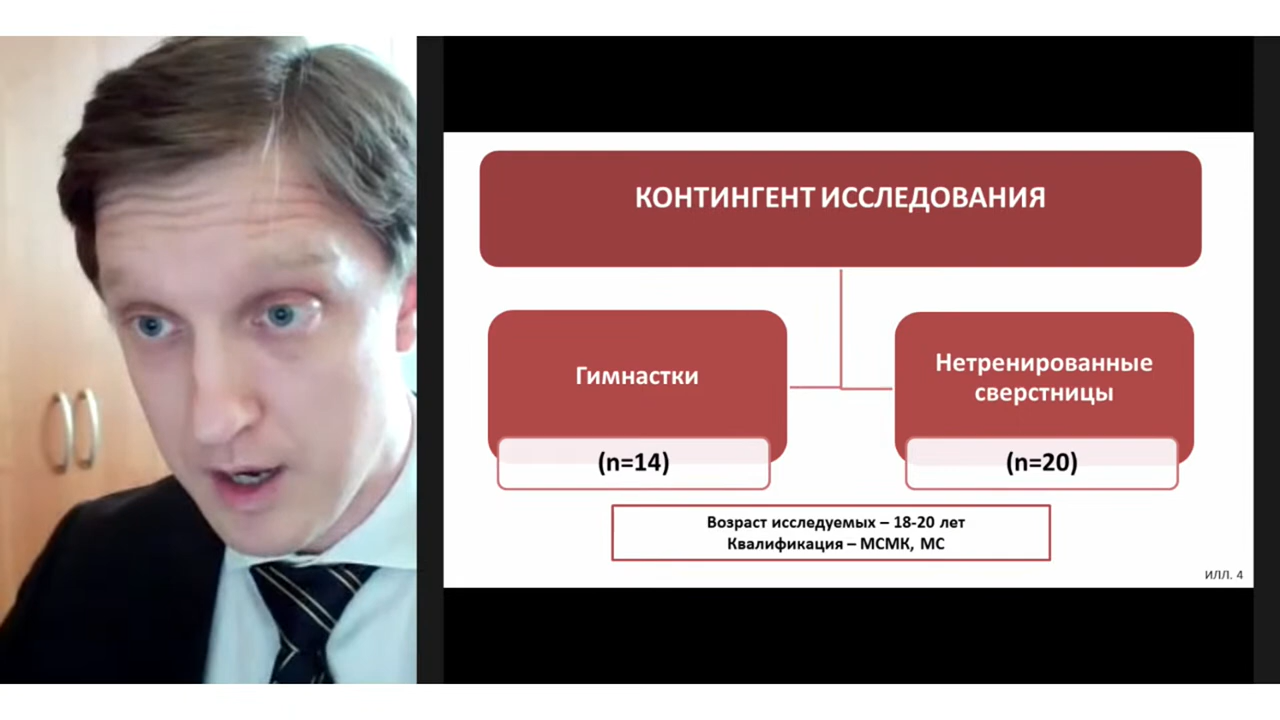 КОНТИНГЕНТ ИССЛЕДОВАНИЯ
Гимнастки
(n=14)
Нетренированные
сверстницы
(n=20)
Возраст исследуемых – 18-20 лет
Квалификация – МСМК, МС
ИЛЛ. 4